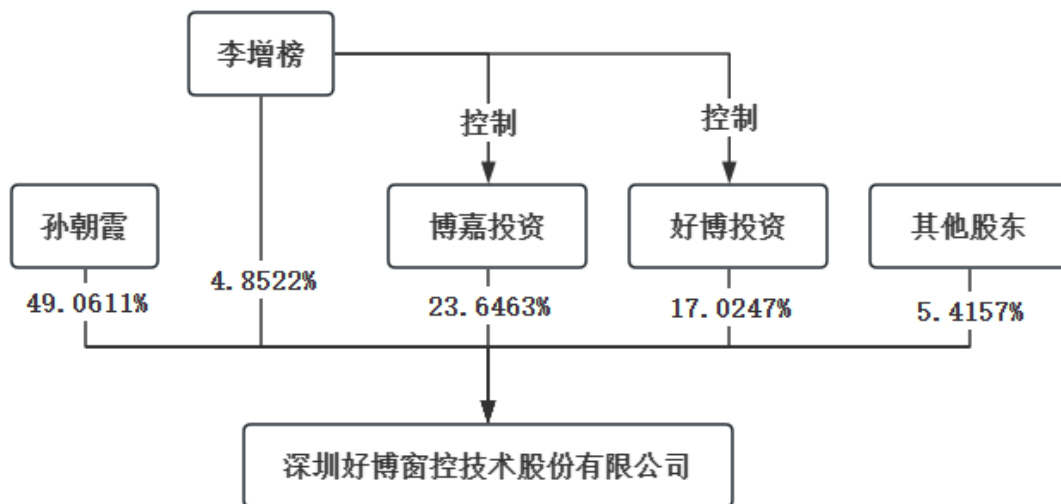 李增榜
控制
控制
孙朝霞
博嘉投资
好博投资
其他股东
49.0611%
4.8522%
23.6463%
17.0247%
5.4157%
深圳好博窗控技术股份有限公司